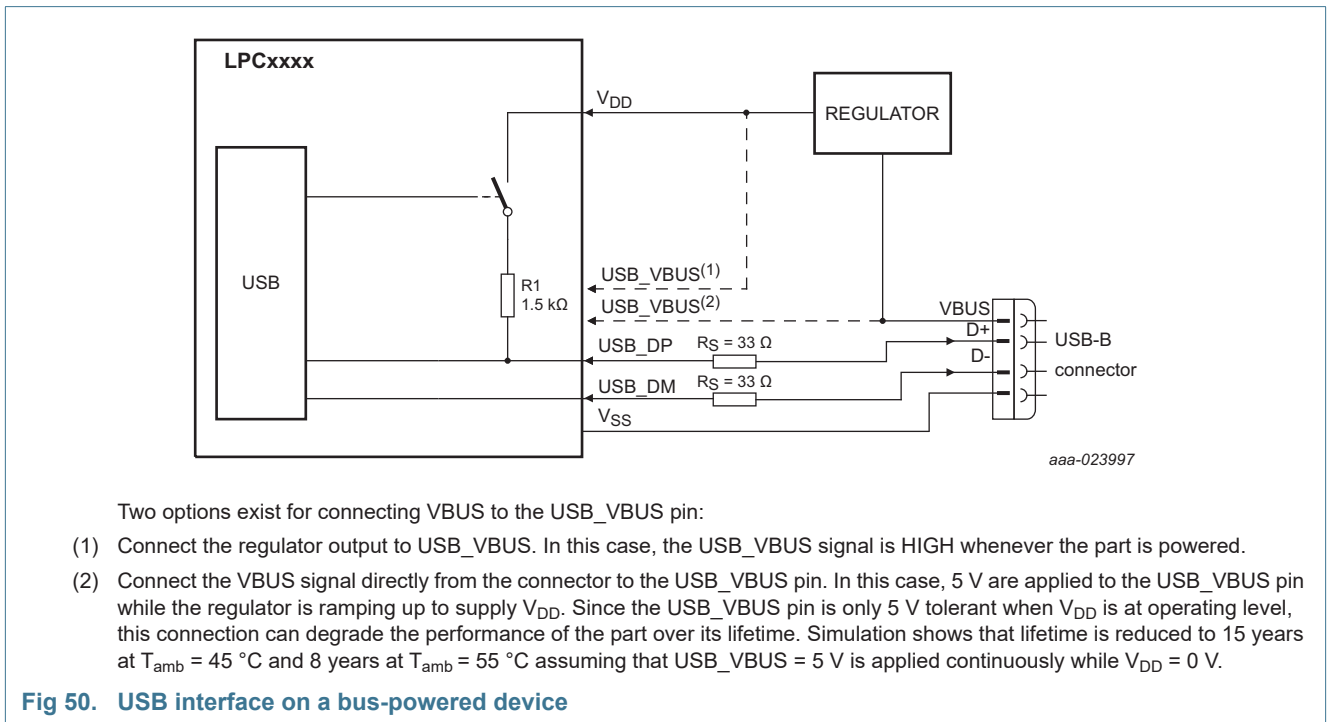 LPCxxxx
VDD
REGULATOR
USB
R1
1.5 kΩ
USB_VBUS(1)
USB_VBUS(2)
VBUS
D+
USB-B
USB_DP
RS = 33 Ω
D-
connector
USB_DM
RS = 33 Ω
VSS
aaa-023997
Two options exist for connecting VBUS to the USB_VBUS pin:
(1) Connect the regulator output to USB_VBUS. In this case, the USB_VBUS signal is HIGH whenever the part is powered.
(2) Connect the VBUS signal directly from the connector to the USB_VBUS pin. In this case, 5 V are applied to the USB_VBUS pin
while the regulator is ramping up to supply VDD. Since the USB_VBUS pin is only 5 V tolerant when VDD is at operating level,
this connection can degrade the performance of the part over its lifetime. Simulation shows that lifetime is reduced to 15 years
at Tamb = 45 °C and 8 years at Tamb = 55 °C assuming that USB_VBUS = 5 V is applied continuously while VDD = 0 V.
Fig 50. USB interface on a bus-powered device